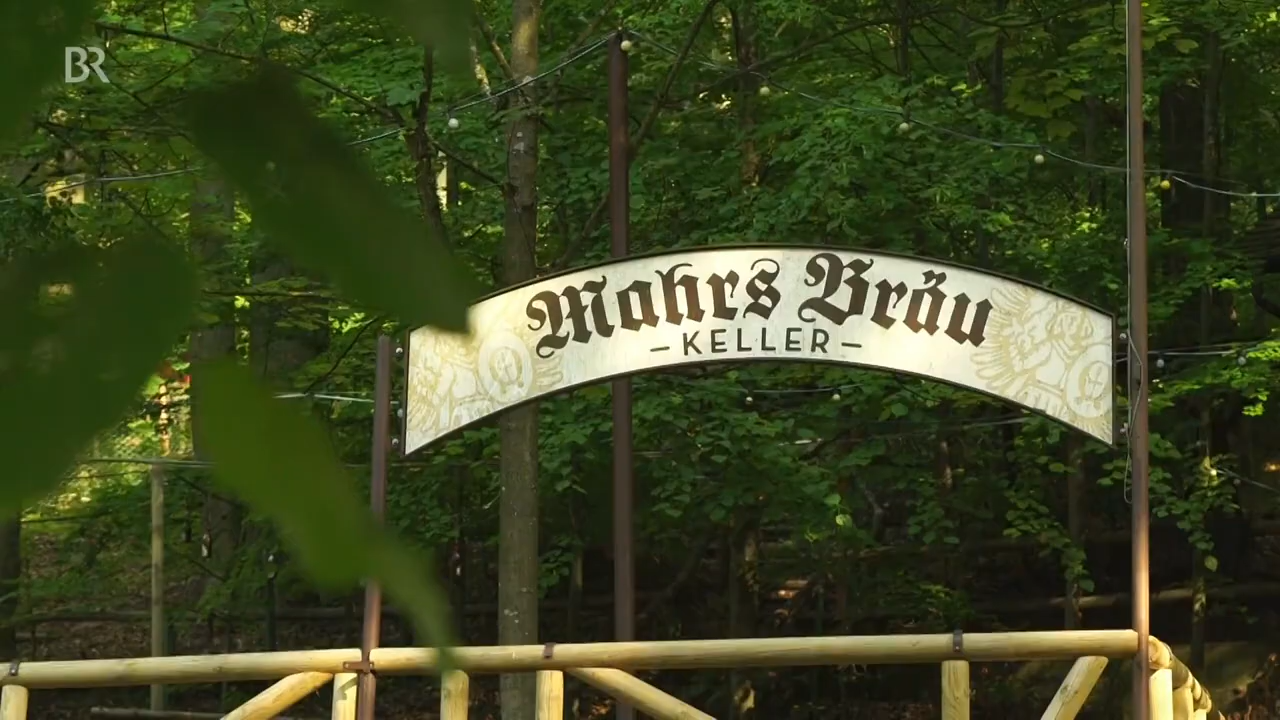 BR
Mahrs Bräu
– KELLER –